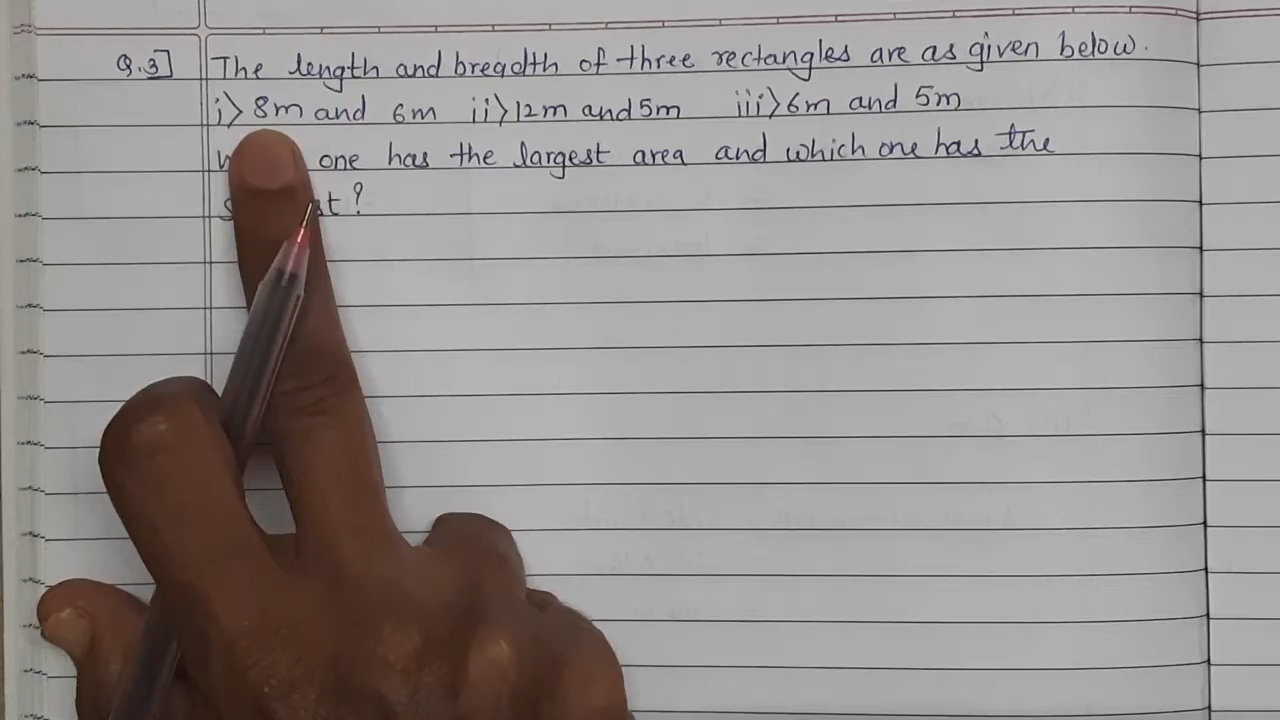 Q.3] The length and breadth of three rectangles are as given below.
i> 8m and 6m ii> 12m and 5m iii> 6m and 5m
one has the largest area and which one has the
?